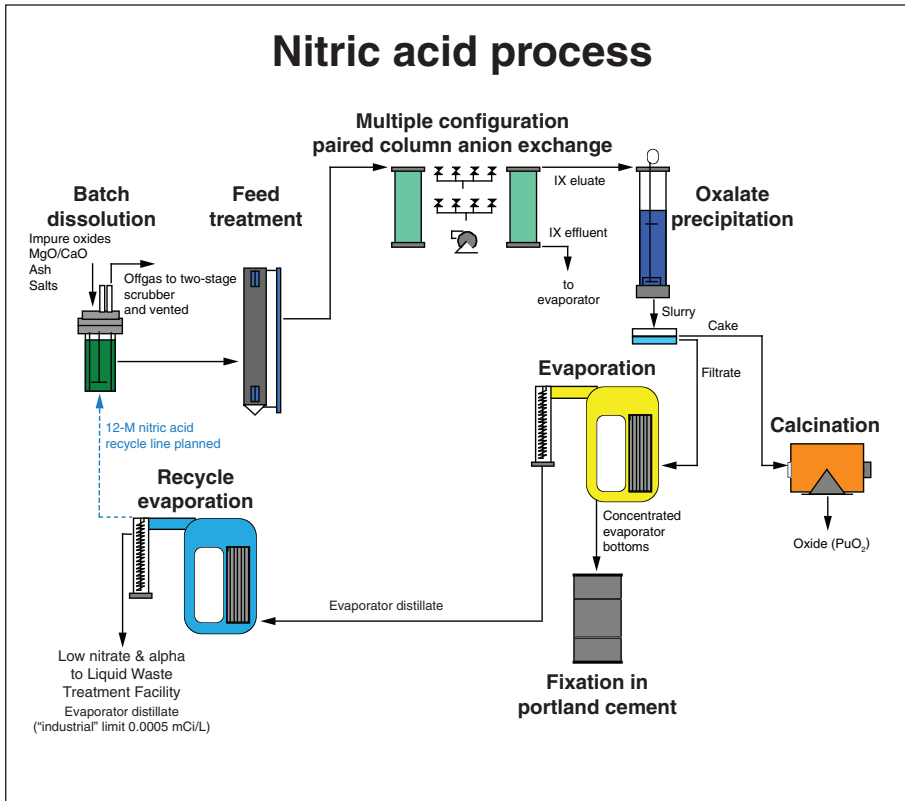 Nitric acid process
Multiple configuration
paired column anion exchange
Batch
dissolution
Impure oxides
MgO/CaO
Ash
Salts
Offgas to two-stage
scrubber
and vented
Feed
treatment
IX eluate
IX effluent
to
evaporator
Oxalate
precipitation
Slurry
Cake
Filtrate
Evaporation
Calcination
Oxide (PuO₂)
12-M nitric acid
recycle line planned
Recycle
evaporation
Concentrated
evaporator
bottoms
Evaporator distillate
Low nitrate & alpha
to Liquid Waste
Treatment Facility
Evaporator distillate
("industrial" limit 0.0005 mCi/L)
Fixation in
portland cement